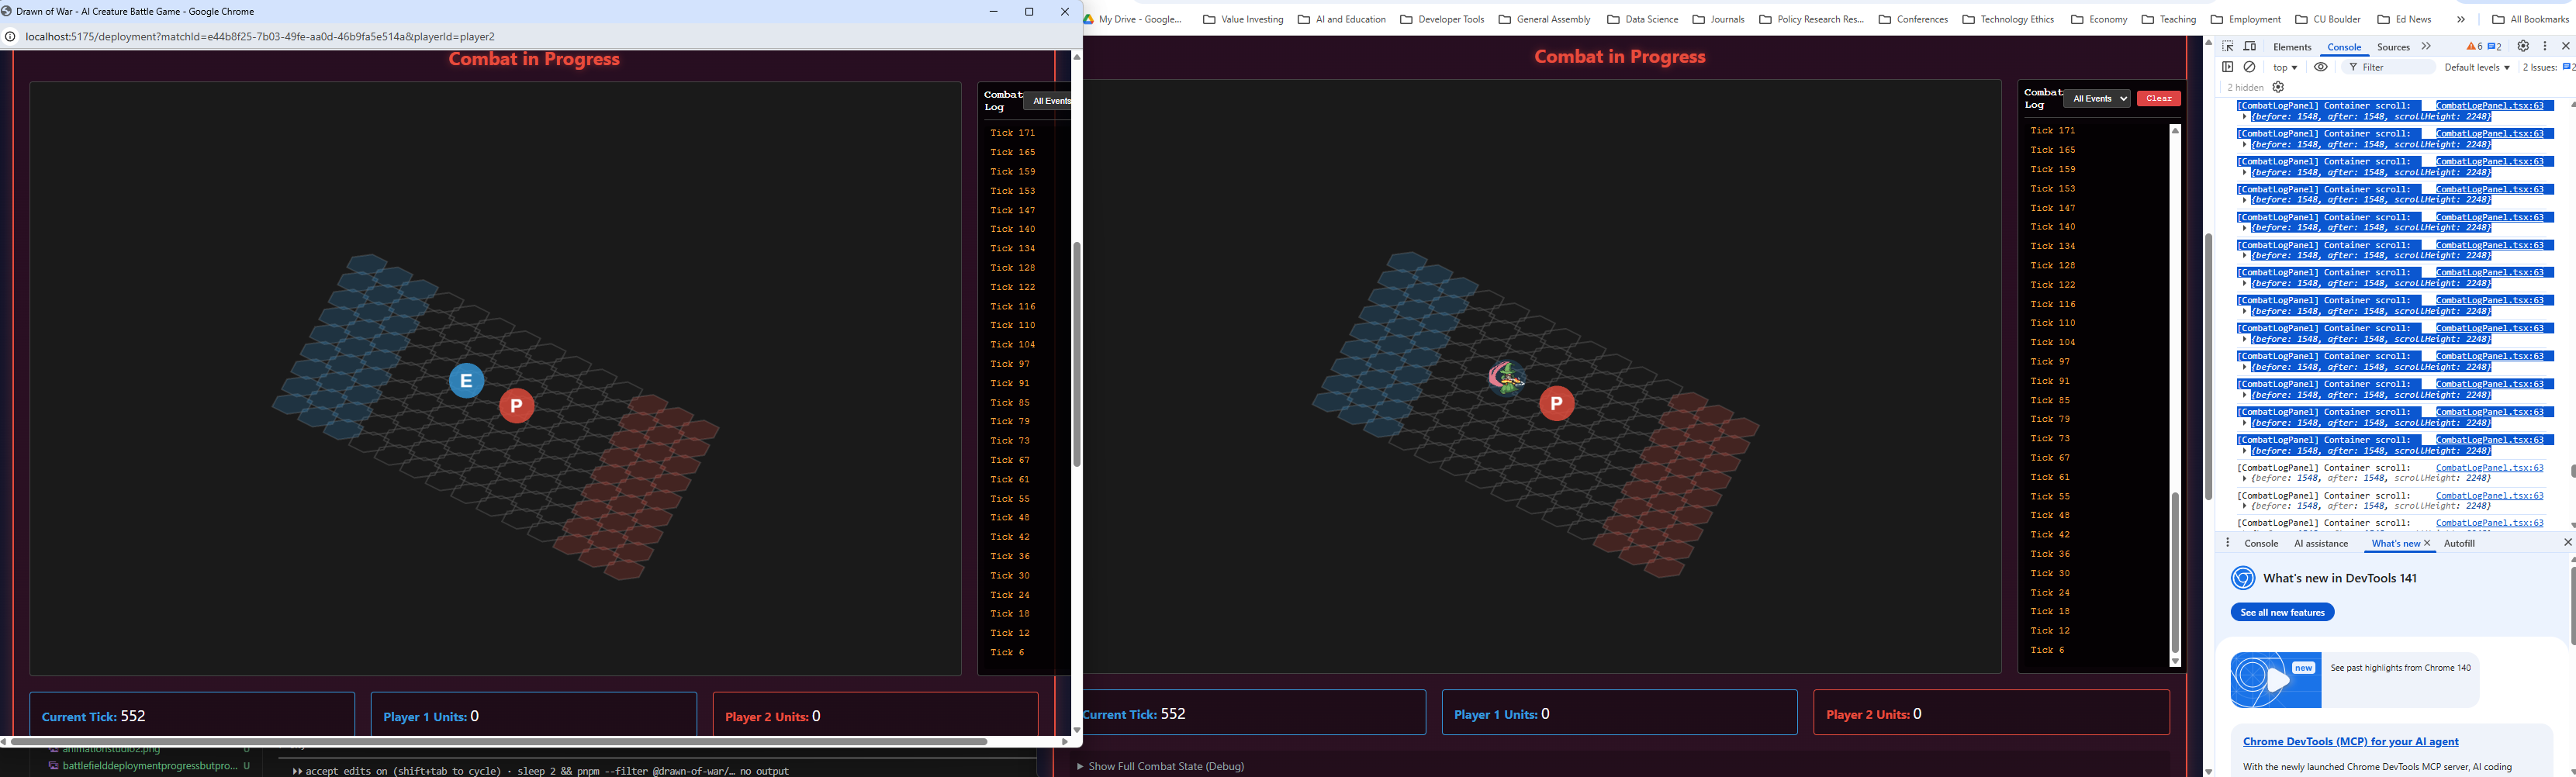 Drawn of War - AI Creature Battle Game - Google Chrome
localhost:5175/deployment?matchId=e44b8f25-7b03-49fe-aa0d-46b9fa5e514a&playerId=player2
Combat in Progress
Combat
Log
All Events
Tick 171
Tick 165
Tick 159
Tick 153
Tick 147
Tick 140
Tick 134
Tick 128
Tick 122
Tick 116
Tick 110
Tick 104
Tick 97
Tick 91
Tick 85
Tick 79
Tick 73
Tick 67
Tick 61
Tick 55
Tick 48
Tick 42
Tick 36
Tick 30
Tick 24
Tick 18
Tick 12
Tick 6
E
P
Current Tick: 552
Player 1 Units: 0
Player 2 Units: 0
animationstudio2.png U
battlefielddeploymentprogressbutpro... U
accept edits on (shift+tab to cycle) · sleep 2 && pnpm --filter @drawn-of-war/… no output
My Drive - Google...
Value Investing
AI and Education
Developer Tools
General Assembly
Data Science
Journals
Policy Research Res...
Conferences
Technology Ethics
Economy
Teaching
Employment
CU Boulder
Ed News
»
All Bookmarks
Combat in Progress
Combat
Log
All Events
Clear
Tick 171
Tick 165
Tick 159
Tick 153
Tick 147
Tick 140
Tick 134
Tick 128
Tick 122
Tick 116
Tick 110
Tick 104
Tick 97
Tick 91
Tick 85
Tick 79
Tick 73
Tick 67
Tick 61
Tick 55
Tick 48
Tick 42
Tick 36
Tick 30
Tick 24
Tick 18
Tick 12
Tick 6
P
Current Tick: 552
Player 1 Units: 0
Player 2 Units: 0
Show Full Combat State (Debug)
Elements
Console
Sources
»
6
2
top
Filter
Default levels
2 Issues:
2
2 hidden
[CombatLogPanel] Container scroll: CombatLogPanel.tsx:63
{before: 1548, after: 1548, scrollHeight: 2248}
[CombatLogPanel] Container scroll: CombatLogPanel.tsx:63
{before: 1548, after: 1548, scrollHeight: 2248}
[CombatLogPanel] Container scroll: CombatLogPanel.tsx:63
{before: 1548, after: 1548, scrollHeight: 2248}
[CombatLogPanel] Container scroll: CombatLogPanel.tsx:63
{before: 1548, after: 1548, scrollHeight: 2248}
[CombatLogPanel] Container scroll: CombatLogPanel.tsx:63
{before: 1548, after: 1548, scrollHeight: 2248}
[CombatLogPanel] Container scroll: CombatLogPanel.tsx:63
{before: 1548, after: 1548, scrollHeight: 2248}
[CombatLogPanel] Container scroll: CombatLogPanel.tsx:63
{before: 1548, after: 1548, scrollHeight: 2248}
[CombatLogPanel] Container scroll: CombatLogPanel.tsx:63
{before: 1548, after: 1548, scrollHeight: 2248}
[CombatLogPanel] Container scroll: CombatLogPanel.tsx:63
{before: 1548, after: 1548, scrollHeight: 2248}
[CombatLogPanel] Container scroll: CombatLogPanel.tsx:63
{before: 1548, after: 1548, scrollHeight: 2248}
[CombatLogPanel] Container scroll: CombatLogPanel.tsx:63
{before: 1548, after: 1548, scrollHeight: 2248}
[CombatLogPanel] Container scroll: CombatLogPanel.tsx:63
{before: 1548, after: 1548, scrollHeight: 2248}
[CombatLogPanel] Container scroll: CombatLogPanel.tsx:63
{before: 1548, after: 1548, scrollHeight: 2248}
[CombatLogPanel] Container scroll: CombatLogPanel.tsx:63
{before: 1548, after: 1548, scrollHeight: 2248}
[CombatLogPanel] Container scroll: CombatLogPanel.tsx:63
{before: 1548, after: 1548, scrollHeight: 2248}
[CombatLogPanel] Container scroll: CombatLogPanel.tsx:63
Console
AI assistance
What's new
Autofill
What's new in DevTools 141
See all new features
new
See past highlights from Chrome 140
Chrome DevTools (MCP) for your AI agent
With the newly launched Chrome DevTools MCP server, AI coding